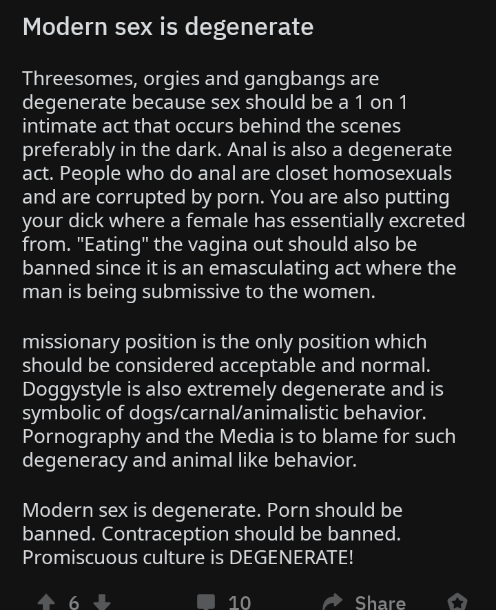 Modern sex is degenerate
Threesomes, orgies and gangbangs are
degenerate because sex should be a 1 on 1
intimate act that occurs behind the scenes
preferably in the dark. Anal is also a degenerate
act. People who do anal are closet homosexuals
and are corrupted by porn. You are also putting
your dick where a female has essentially excreted
from. "Eating" the vagina out should also be
banned since it is an emasculating act where the
man is being submissive to the women.
missionary position is the only position which
should be considered acceptable and normal.
Doggystyle is also extremely degenerate and is
symbolic of dogs/carnal/animalistic behavior.
Pornography and the Media is to blame for such
degeneracy and animal like behavior.
Modern sex is degenerate. Porn should be
banned. Contraception should be banned.
Promiscuous culture is DEGENERATE!
6 10 Share